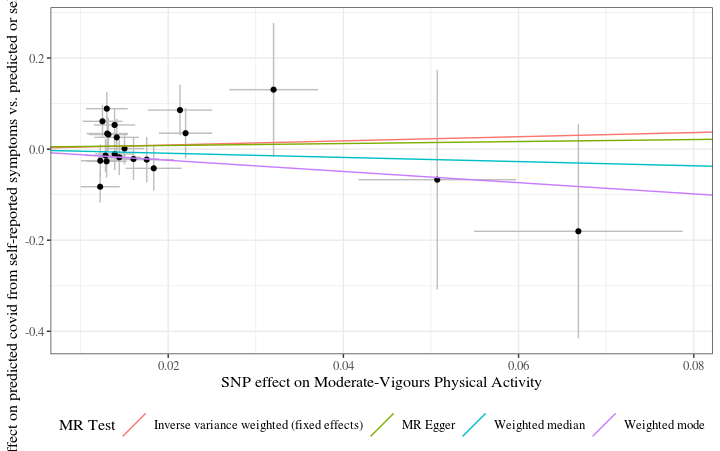 effect on predicted covid from self-reported symptoms vs. predicted or se
0.2
0.0
-0.2
-0.4
0.02
0.04
0.06
0.08
SNP effect on Moderate-Vigours Physical Activity
MR Test
Inverse variance weighted (fixed effects)
MR Egger
Weighted median
Weighted mode